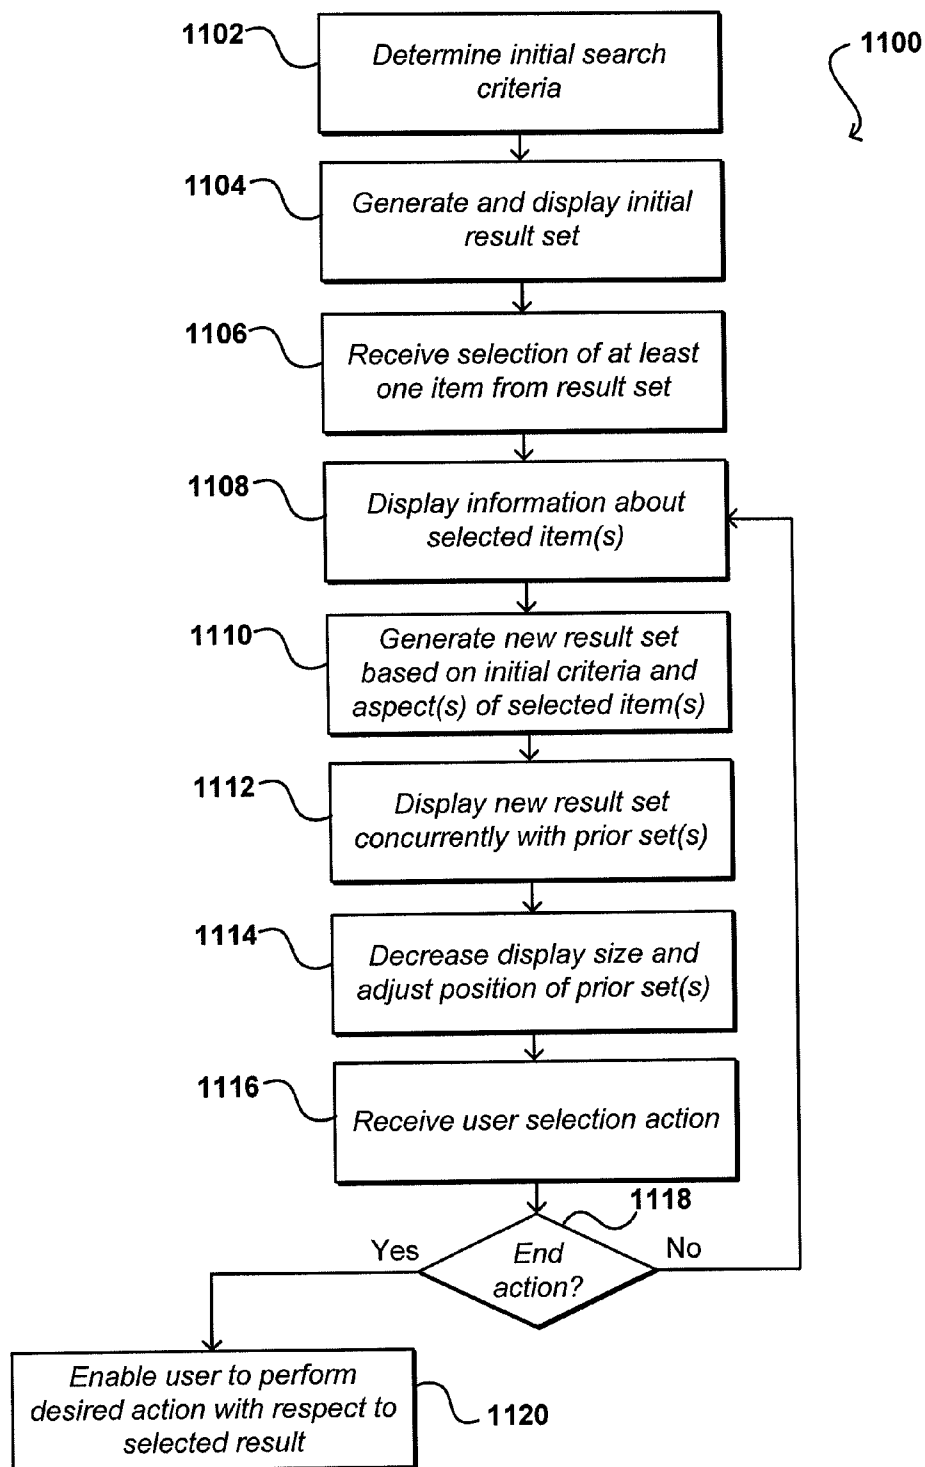 1102
Determine initial search
criteria
1100
1104
Generate and display initial
result set
1106
Receive selection of at least
one item from result set
1108
Display information about
selected item(s)
1110
Generate new result set
based on initial criteria and
aspect(s) of selected item(s)
1112
Display new result set
concurrently with prior set(s)
1114
Decrease display size and
adjust position of prior set(s)
1116
Receive user selection action
1118
Yes
End
action?
No
Enable user to perform
desired action with respect to
selected result
1120